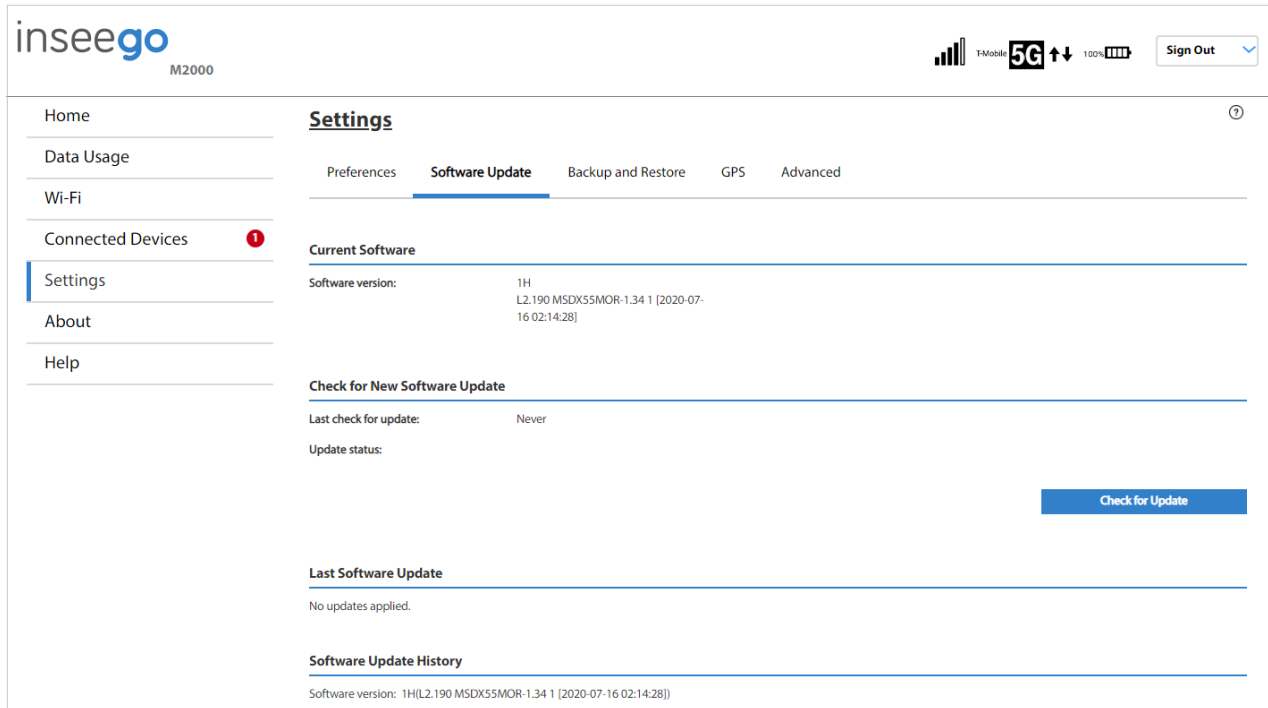 inseego
M2000
T-Mobile 5G 100%
Sign Out
Home
Data Usage
Wi-Fi
Connected Devices 1
Settings
About
Help
Settings
?
Preferences Software Update Backup and Restore GPS Advanced
Current Software
Software version: 1H
L2.190 MSDX55MOR-1.34 1 [2020-07-
16 02:14:28]
Check for New Software Update
Last check for update: Never
Update status:
Check for Update
Last Software Update
No updates applied.
Software Update History
Software version: 1H(L2.190 MSDX55MOR-1.34 1 [2020-07-16 02:14:28])